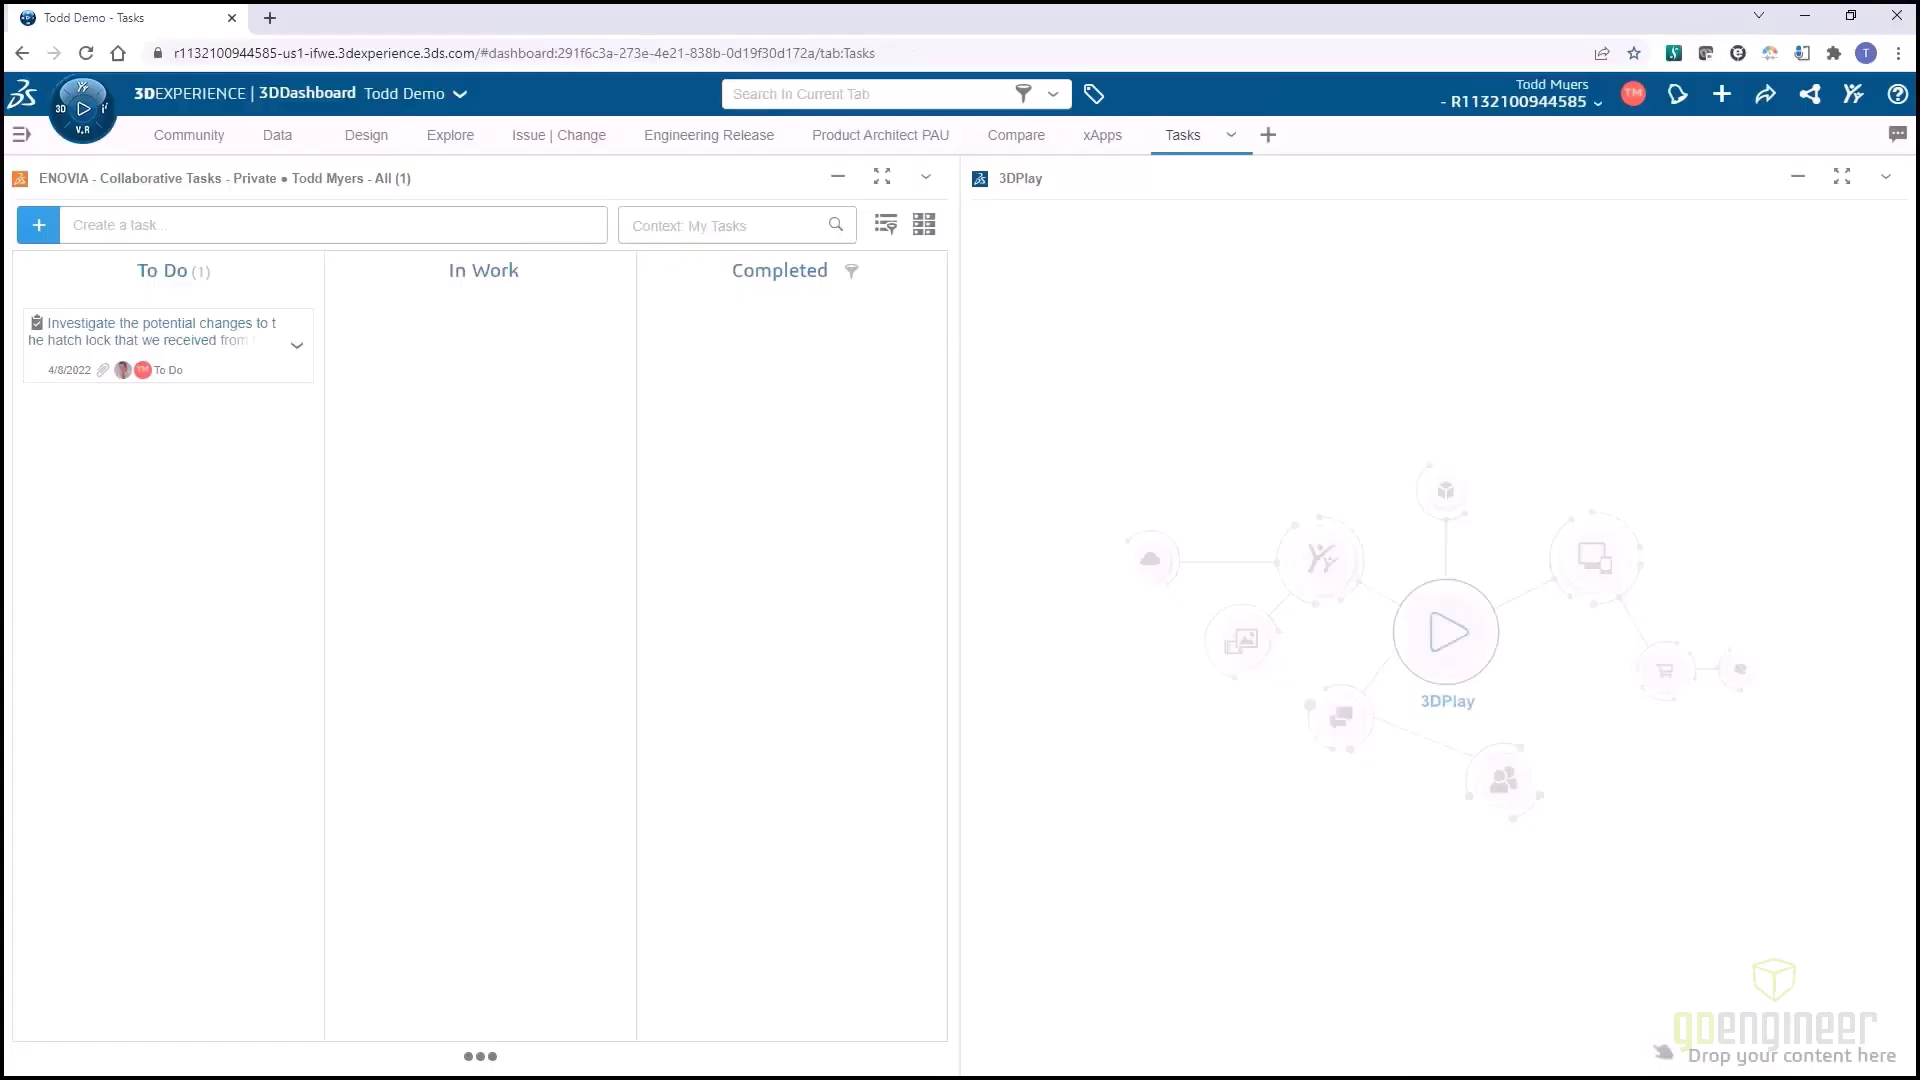 Todd Demo - Tasks
r1132100944585-us1-ifwe.3dexperience.3ds.com/#dashboard:291f6c3a-273e-4e21-838b-0d19f30d172a/tab:Tasks
T
3D
V.R
3DEXPERIENCE | 3DDashboard Todd Demo
Search In Current Tab
Todd Myers
- R1132100944585
TM
Community Data Design Explore Issue | Change Engineering Release Product Architect PAU Compare xApps Tasks
ENOVIA - Collaborative Tasks - Private ● Todd Myers - All (1)
3DPlay
Create a task...
Context: My Tasks
To Do (1)
In Work
Completed
Investigate the potential changes to t
he hatch lock that we received from
4/8/2022 TM To Do
3DPlay
goengineer
Drop your content here